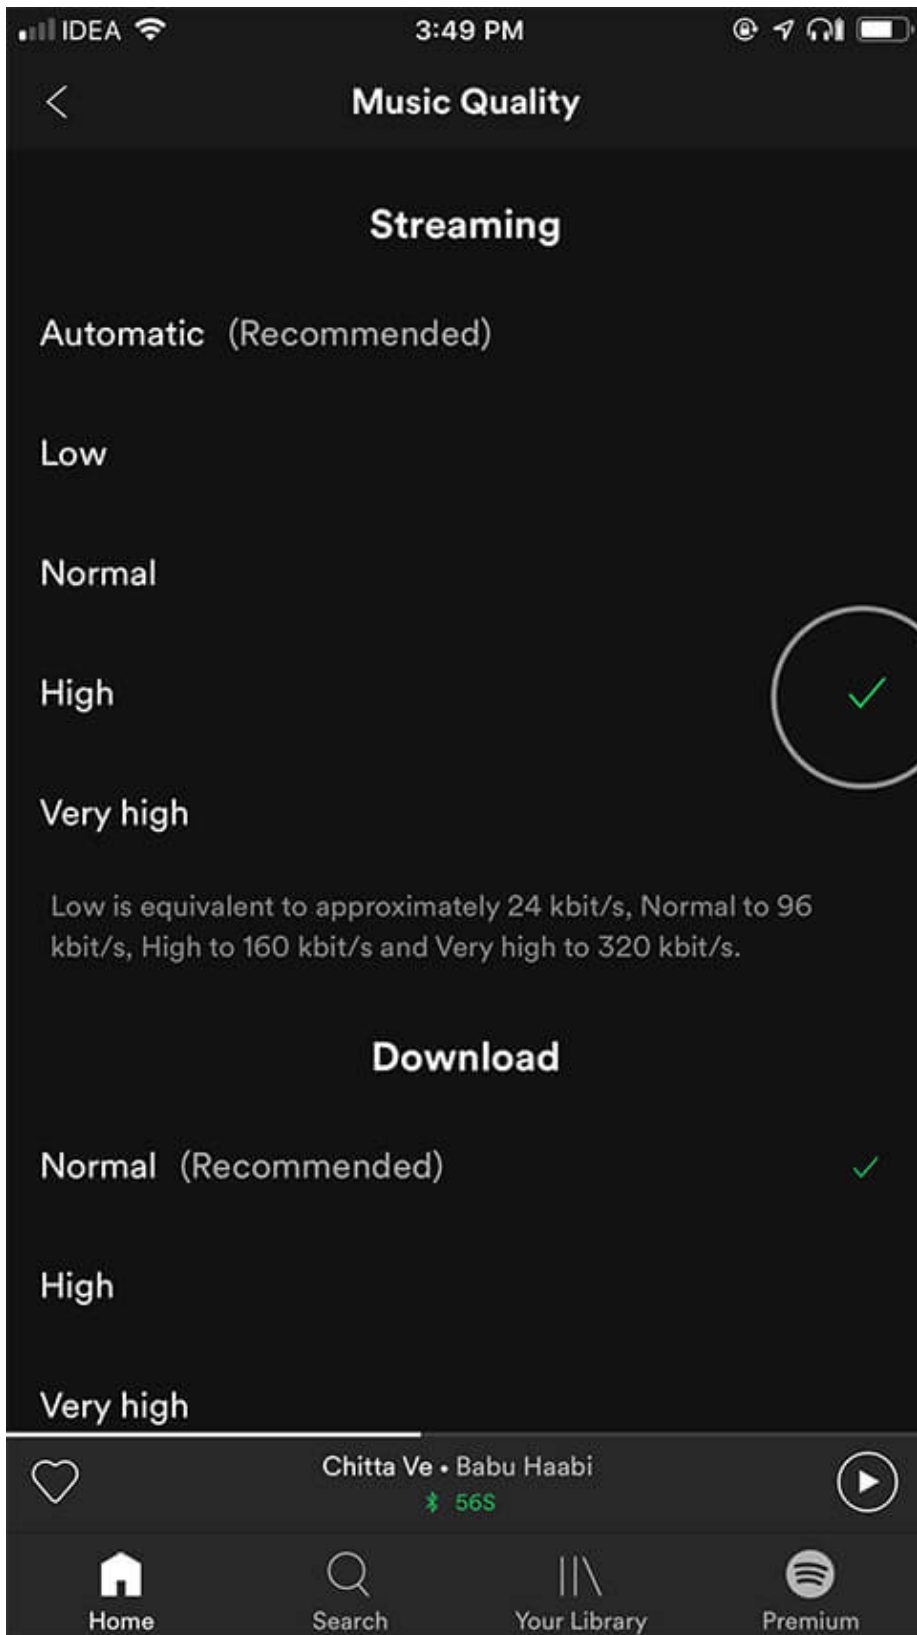 IDEA 3:49 PM
Music Quality
Streaming
Automatic (Recommended)
Low
Normal
High
Very high
Low is equivalent to approximately 24 kbit/s, Normal to 96
kbit/s, High to 160 kbit/s and Very high to 320 kbit/s.
Download
Normal (Recommended)
High
Very high
Chitta Ve • Babu Haabi
56S
Home Search Your Library Premium